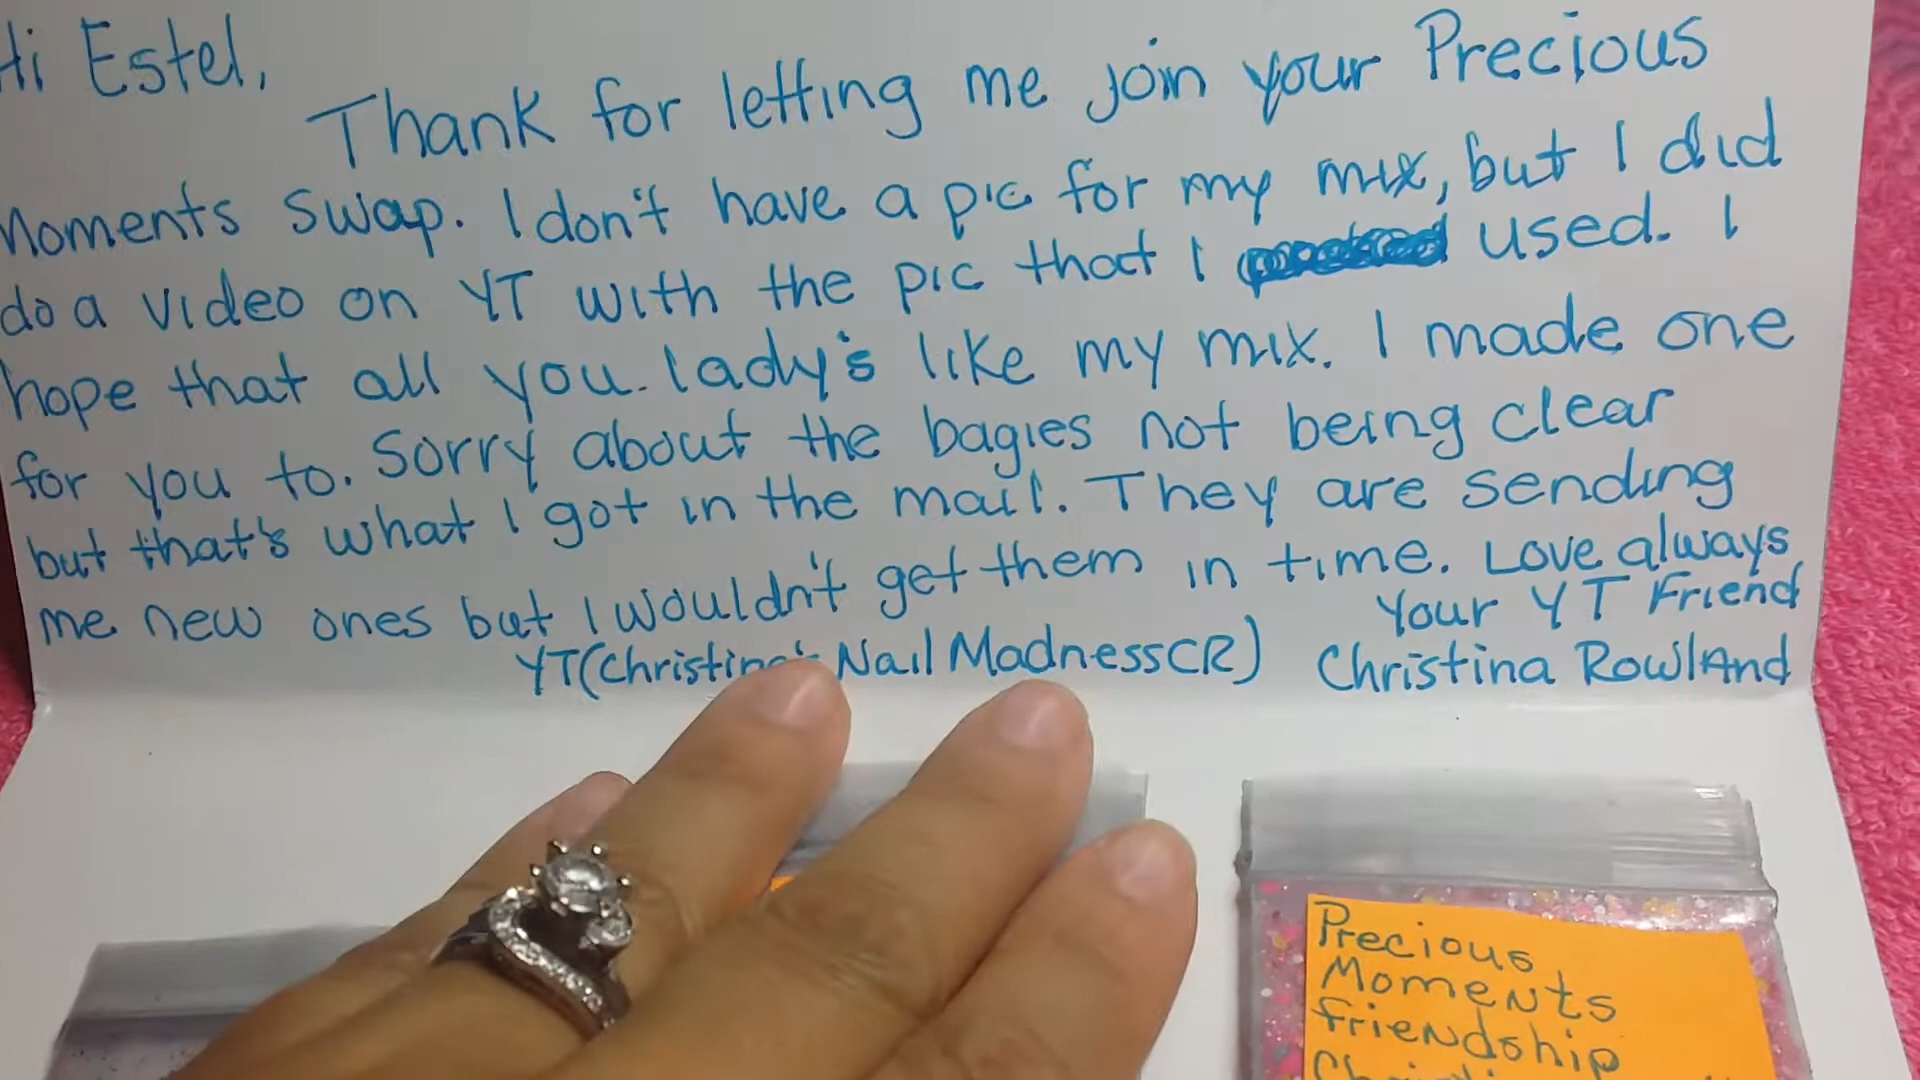 Hi Estel,
Thank for letting me join your Precious
Moments Swap. I don't have a pic for my mix, but I did
do a video on YT with the pic that I used. I
hope that all you lady's like my mix. I made one
for you to. Sorry about the bagies not being clear
but that's what I got in the mail. They are sending
me new ones but I wouldn't get them in time. Love always
Your YT Friend
YT(Christina's Nail MadnessCR) Christina RowlAnd
Precious
Moments
friendship